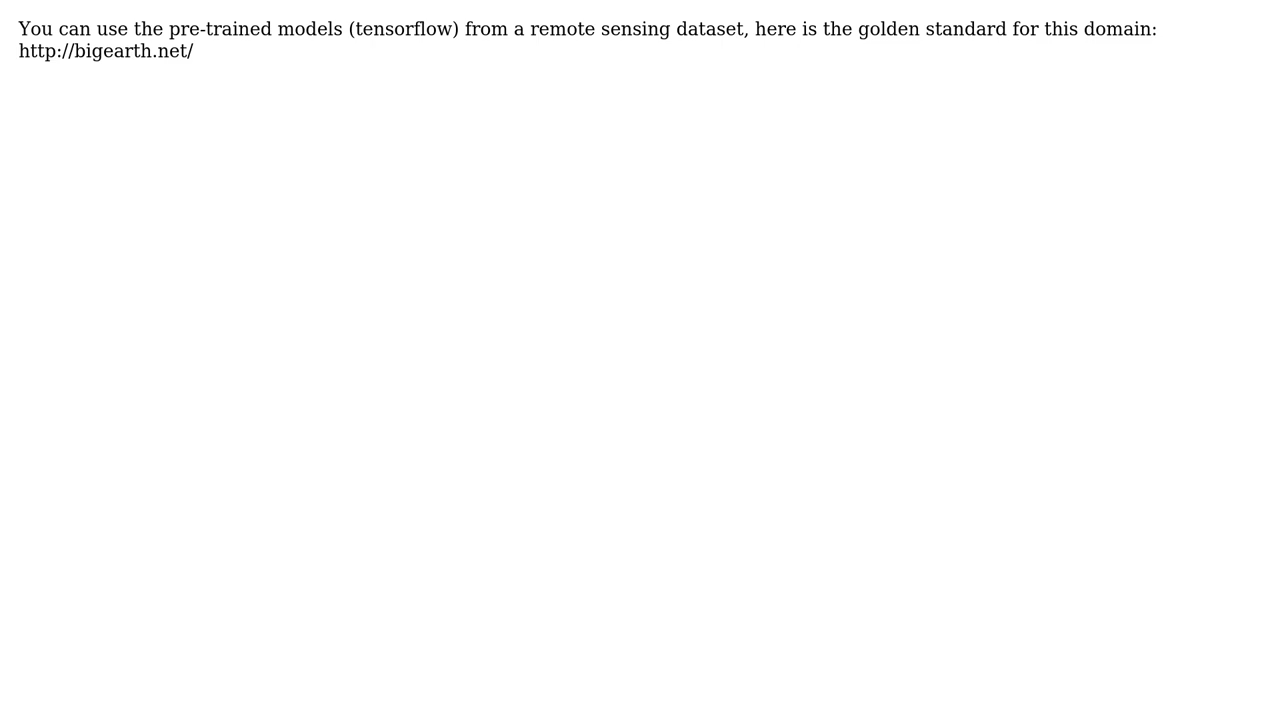 You can use the pre-trained models (tensorflow) from a remote sensing dataset, here is the golden standard for this domain:
http://bigearth.net/